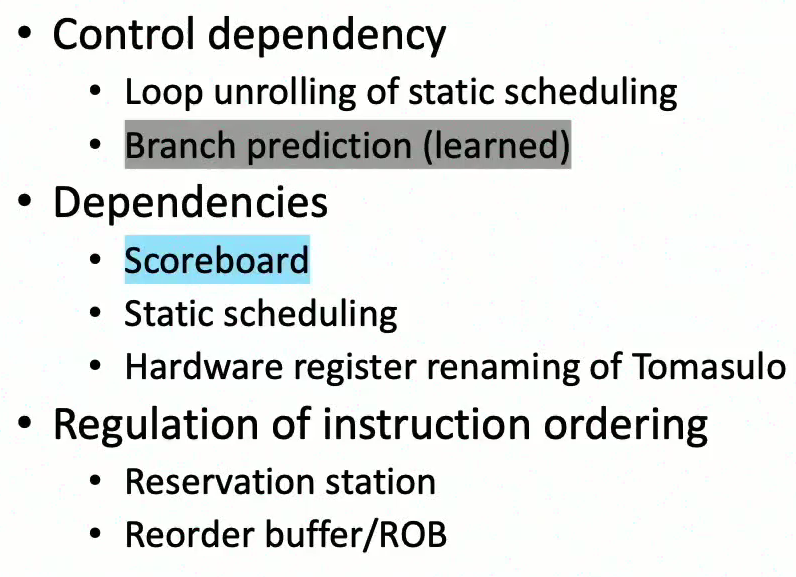 • Control dependency
• Loop unrolling of static scheduling
• Branch prediction (learned)
• Dependencies
• Scoreboard
• Static scheduling
• Hardware register renaming of Tomasulo
• Regulation of instruction ordering
• Reservation station
• Reorder buffer/ROB